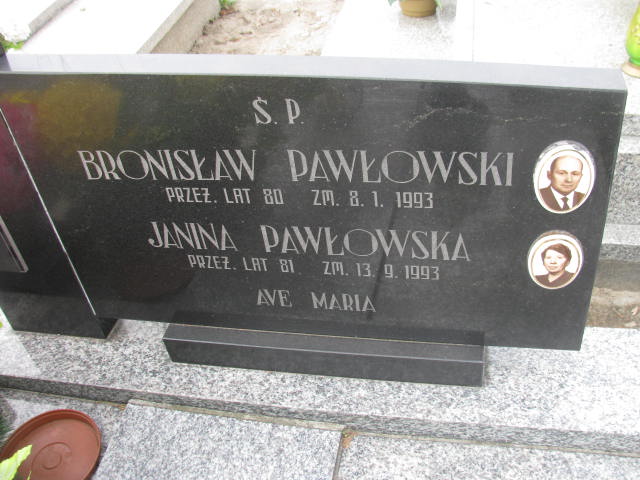 Ś. P.
BRONISŁAW PAWŁOWSKI
PRZEŻ. LAT 80 ZM. 8. 1. 1993
JANINA PAWŁOWSKA
PRZEŻ. LAT 81 ZM. 13. 9. 1993
AVE MARIA